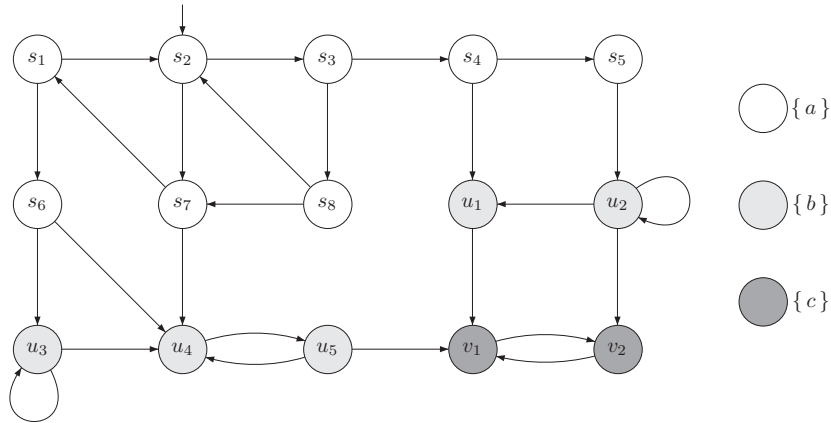 s1 s2 s3 s4 s5
{ a }
s6 s7 s8 u1 u2
{ b }
{ c }
u3 u4 u5 v1 v2